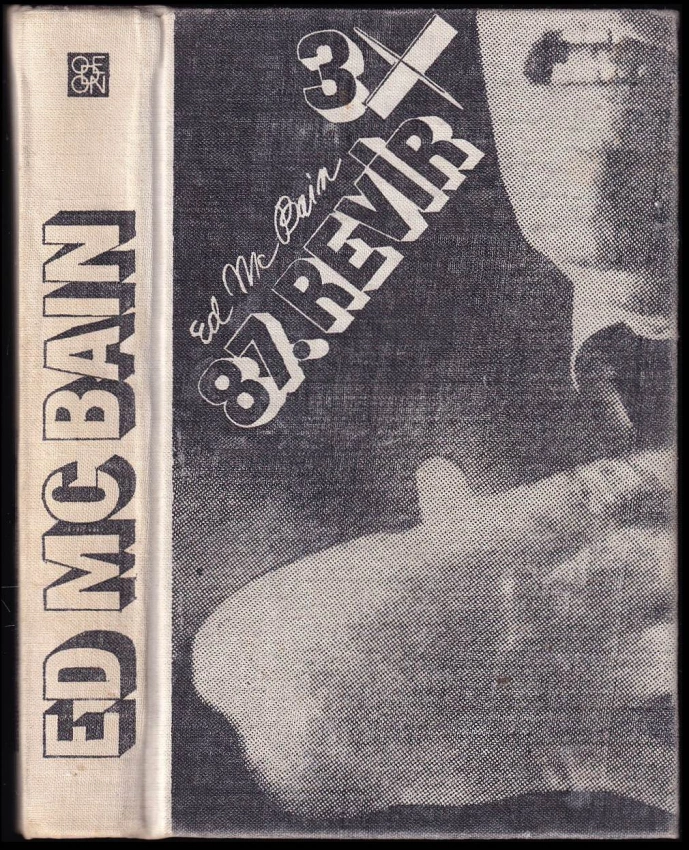 ODEON
ED MC BAIN
3X
Ed Mc Bain
87. REVÍR